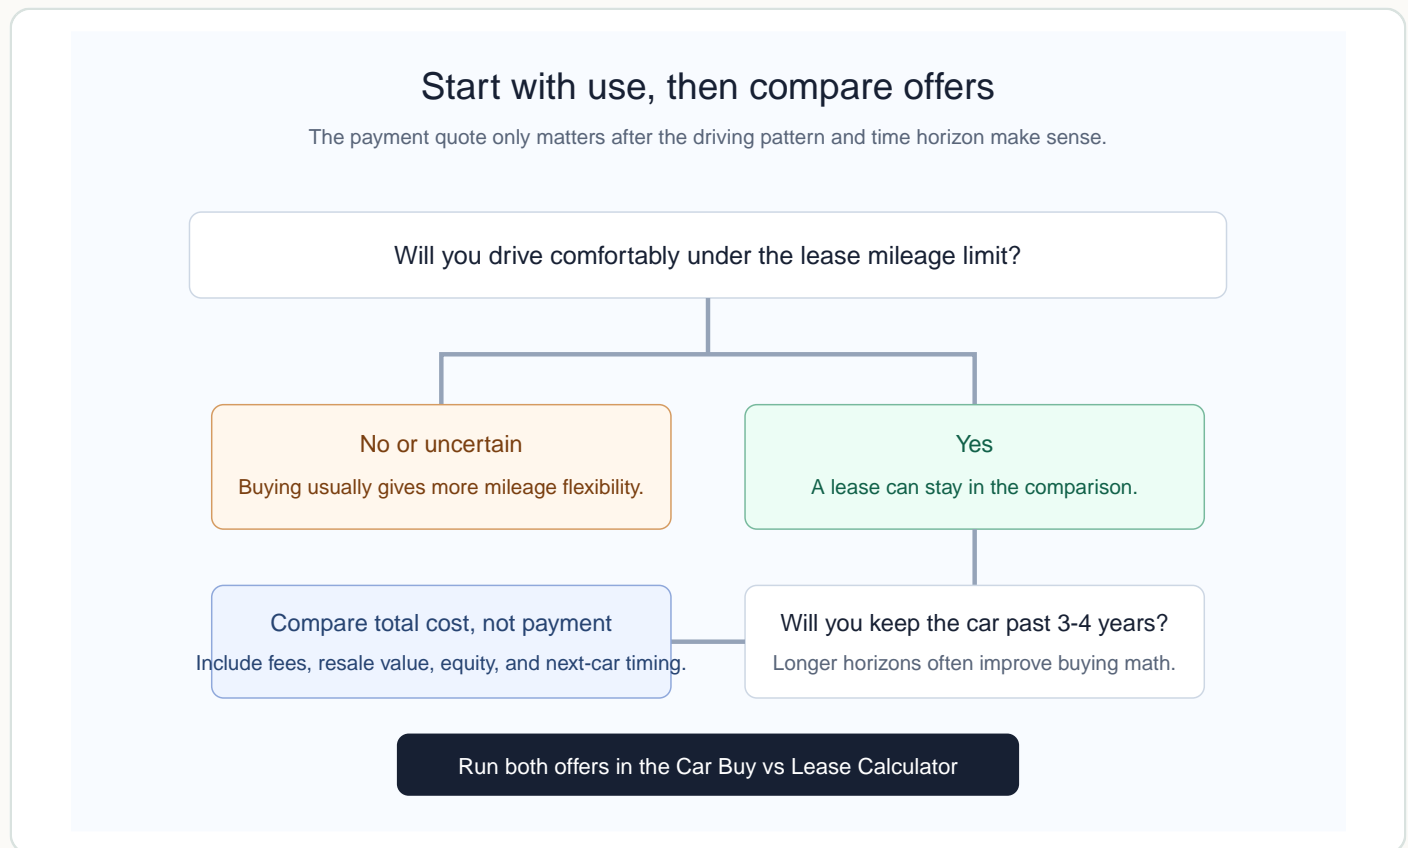 Start with use, then compare offers
The payment quote only matters after the driving pattern and time horizon make sense.
Will you drive comfortably under the lease mileage limit?
No or uncertain
Buying usually gives more mileage flexibility.
Yes
A lease can stay in the comparison.
Compare total cost, not payment
Include fees, resale value, equity, and next-car timing.
Will you keep the car past 3-4 years?
Longer horizons often improve buying math.
Run both offers in the Car Buy vs Lease Calculator